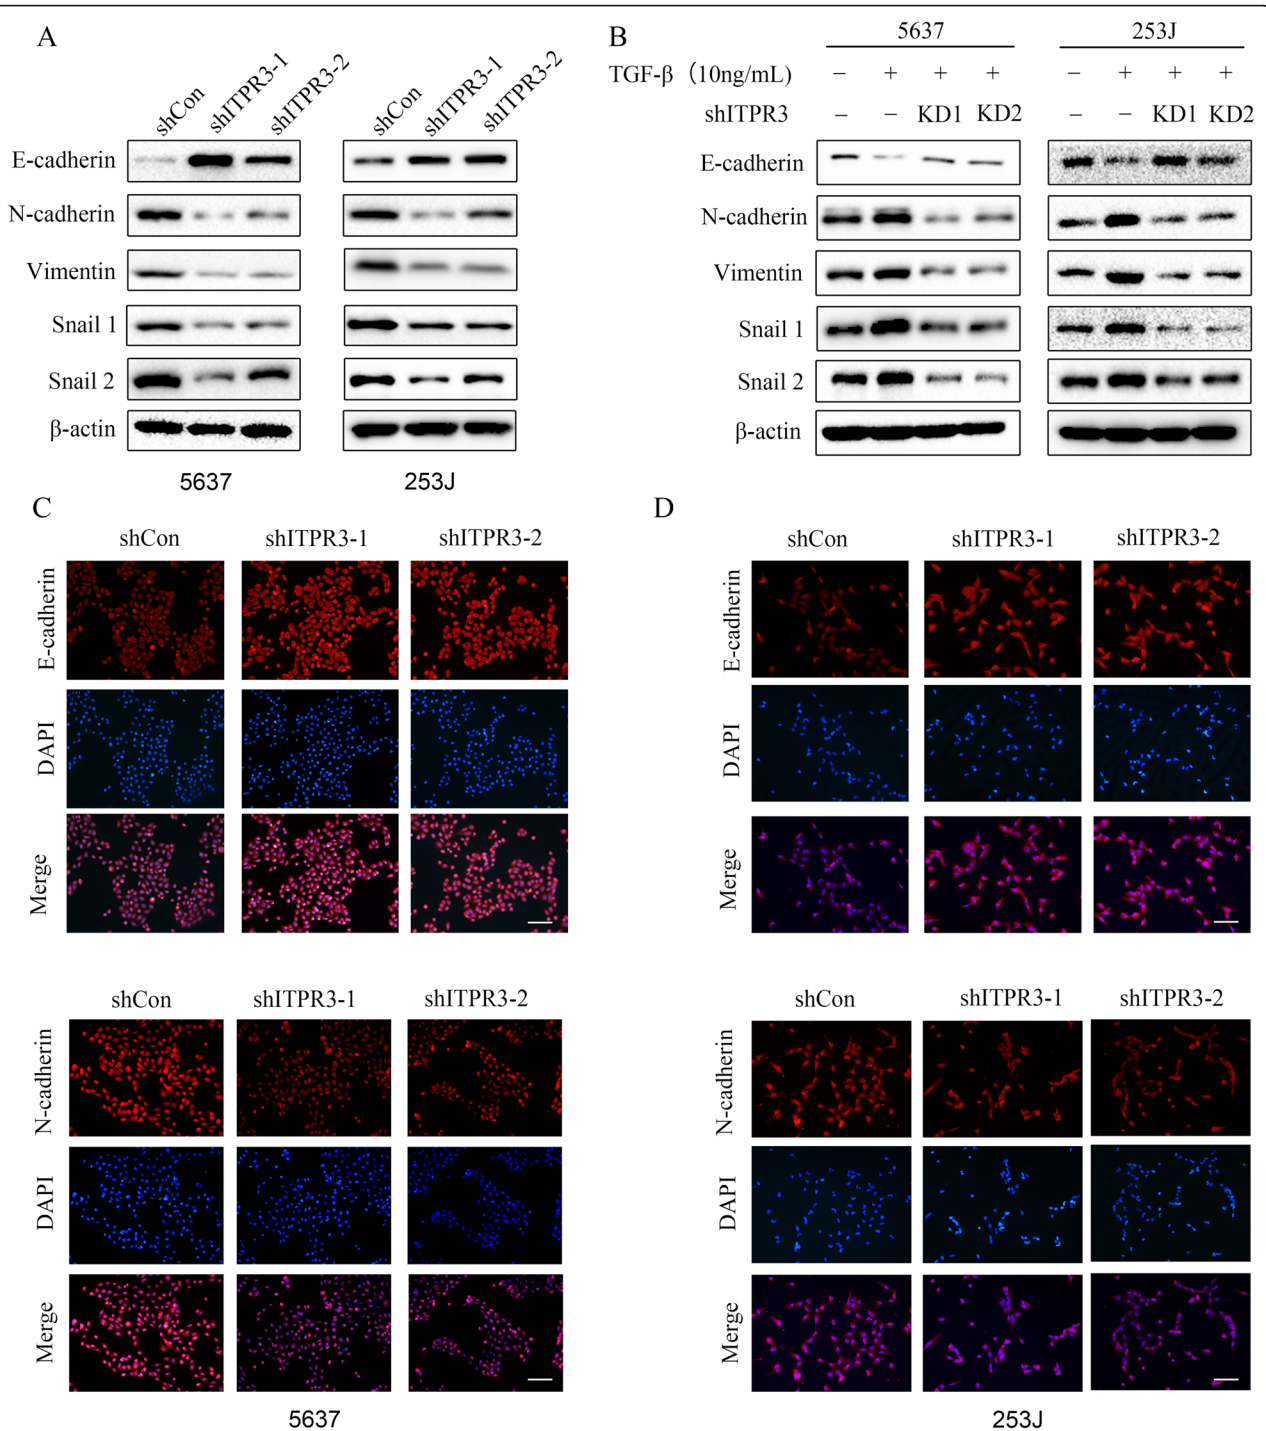 A
shCon shITPR3-1 shITPR3-2 shCon shITPR3-1 shITPR3-2
E-cadherin
N-cadherin
Vimentin
Snail 1
Snail 2
β-actin
5637 253J
B
5637 253J
TGF-β（10ng/mL) − + + + − + + +
shITPR3 − − KD1 KD2 − − KD1 KD2
E-cadherin
N-cadherin
Vimentin
Snail 1
Snail 2
β-actin
C
shCon shITPR3-1 shITPR3-2
E-cadherin
DAPI
Merge
shCon shITPR3-1 shITPR3-2
N-cadherin
DAPI
Merge
5637
D
shCon shITPR3-1 shITPR3-2
E-cadherin
DAPI
Merge
shCon shITPR3-1 shITPR3-2
N-cadherin
DAPI
Merge
253J